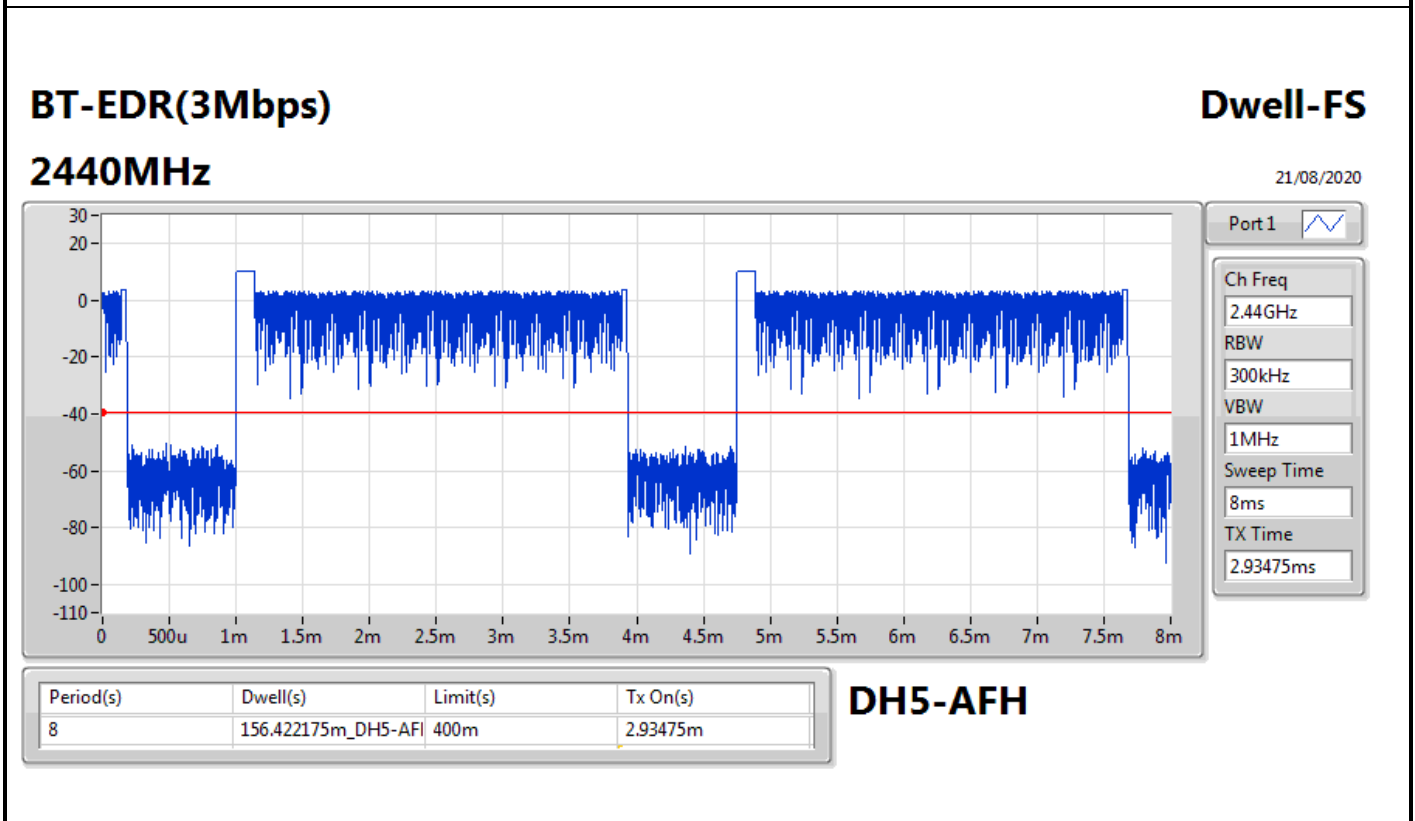 BT-EDR(3Mbps)
Dwell-FS
2440MHz
21/08/2020
30
20
0
-20
-40
-60
-80
-100
-110
0 500u 1m 1.5m 2m 2.5m 3m 3.5m 4m 4.5m 5m 5.5m 6m 6.5m 7m 7.5m 8m
Port 1
Ch Freq
2.44GHz
RBW
300kHz
VBW
1MHz
Sweep Time
8ms
TX Time
2.93475ms
Period(s) Dwell(s) Limit(s) Tx On(s)
8 156.422175m_DH5-AFI 400m 2.93475m
DH5-AFH